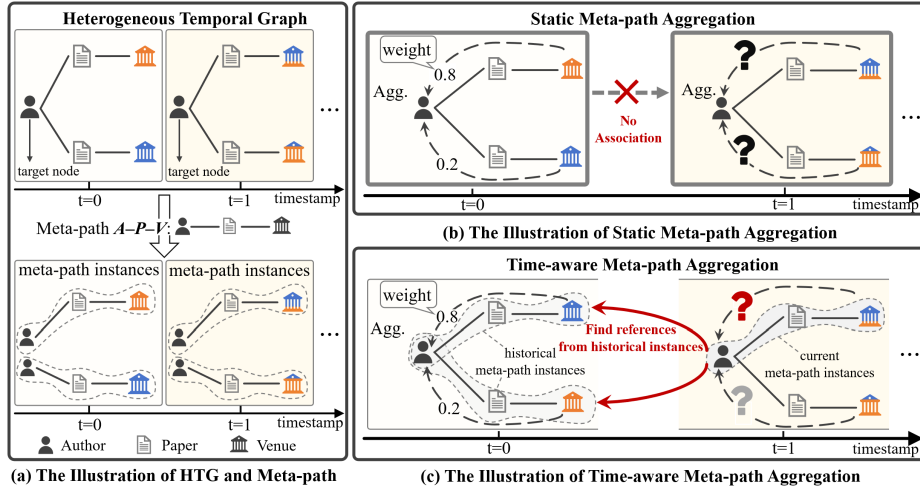 Heterogeneous Temporal Graph
target node
target node
...
t=0
t=1
timestamp
Meta-path A–P–V:
meta-path instances
meta-path instances
...
t=0
t=1
timestamp
Author
Paper
Venue
(a) The Illustration of HTG and Meta-path
Static Meta-path Aggregation
weight
0.8
Agg.
0.2
No
Association
?
Agg.
?
...
t=0
t=1
timestamp
(b) The Illustration of Static Meta-path Aggregation
Time-aware Meta-path Aggregation
weight
0.8
Agg.
historical
meta-path instances
0.2
Find references
from historical instances
?
current
meta-path instances
?
...
t=0
t=1
timestamp
(c) The Illustration of Time-aware Meta-path Aggregation